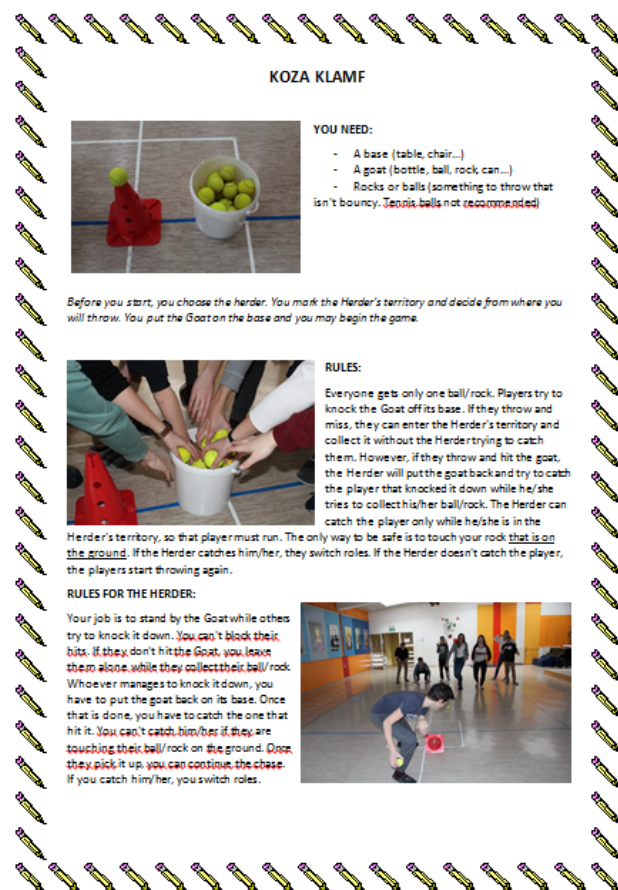 KOZA KLAMF
YOU NEED:
- A base (table, chair...)
- A goat (bottle, ball, rock, can...)
- Rocks or balls (something to throw that
isn't bouncy. Tennis balls not recommended)
Before you start, you choose the herder. You mark the Herder's territory and decide from where you
will throw. You put the Goat on the base and you may begin the game.
RULES:
Everyone gets only one ball/rock. Players try to
knock the Goat off its base. If they throw and
miss, they can enter the Herder's territory and
collect it without the Herder trying to catch
them. However, if they throw and hit the goat,
the Herder will put the goat back and try to catch
the player that knocked it down while he/she
tries to collect his/her ball/rock. The Herder can
catch the player only while he/she is in the
Herder's territory, so that player must run. The only way to be safe is to touch your rock that is on
the ground. If the Herder catches him/her, they switch roles. If the Herder doesn't catch the player,
the players start throwing again.
RULES FOR THE HERDER:
Your job is to stand by the Goat while others
try to knock it down. You can't block their
hits. If they don't hit the Goat, you leave
them alone while they collect their ball/rock.
Whoever manages to knock it down, you
have to put the goat back on its base. Once
that is done, you have to catch the one that
hit it. You can't catch him/her if they are
touching their ball/rock on the ground. Once
they pick it up, you can continue the chase.
If you catch him/her, you switch roles.